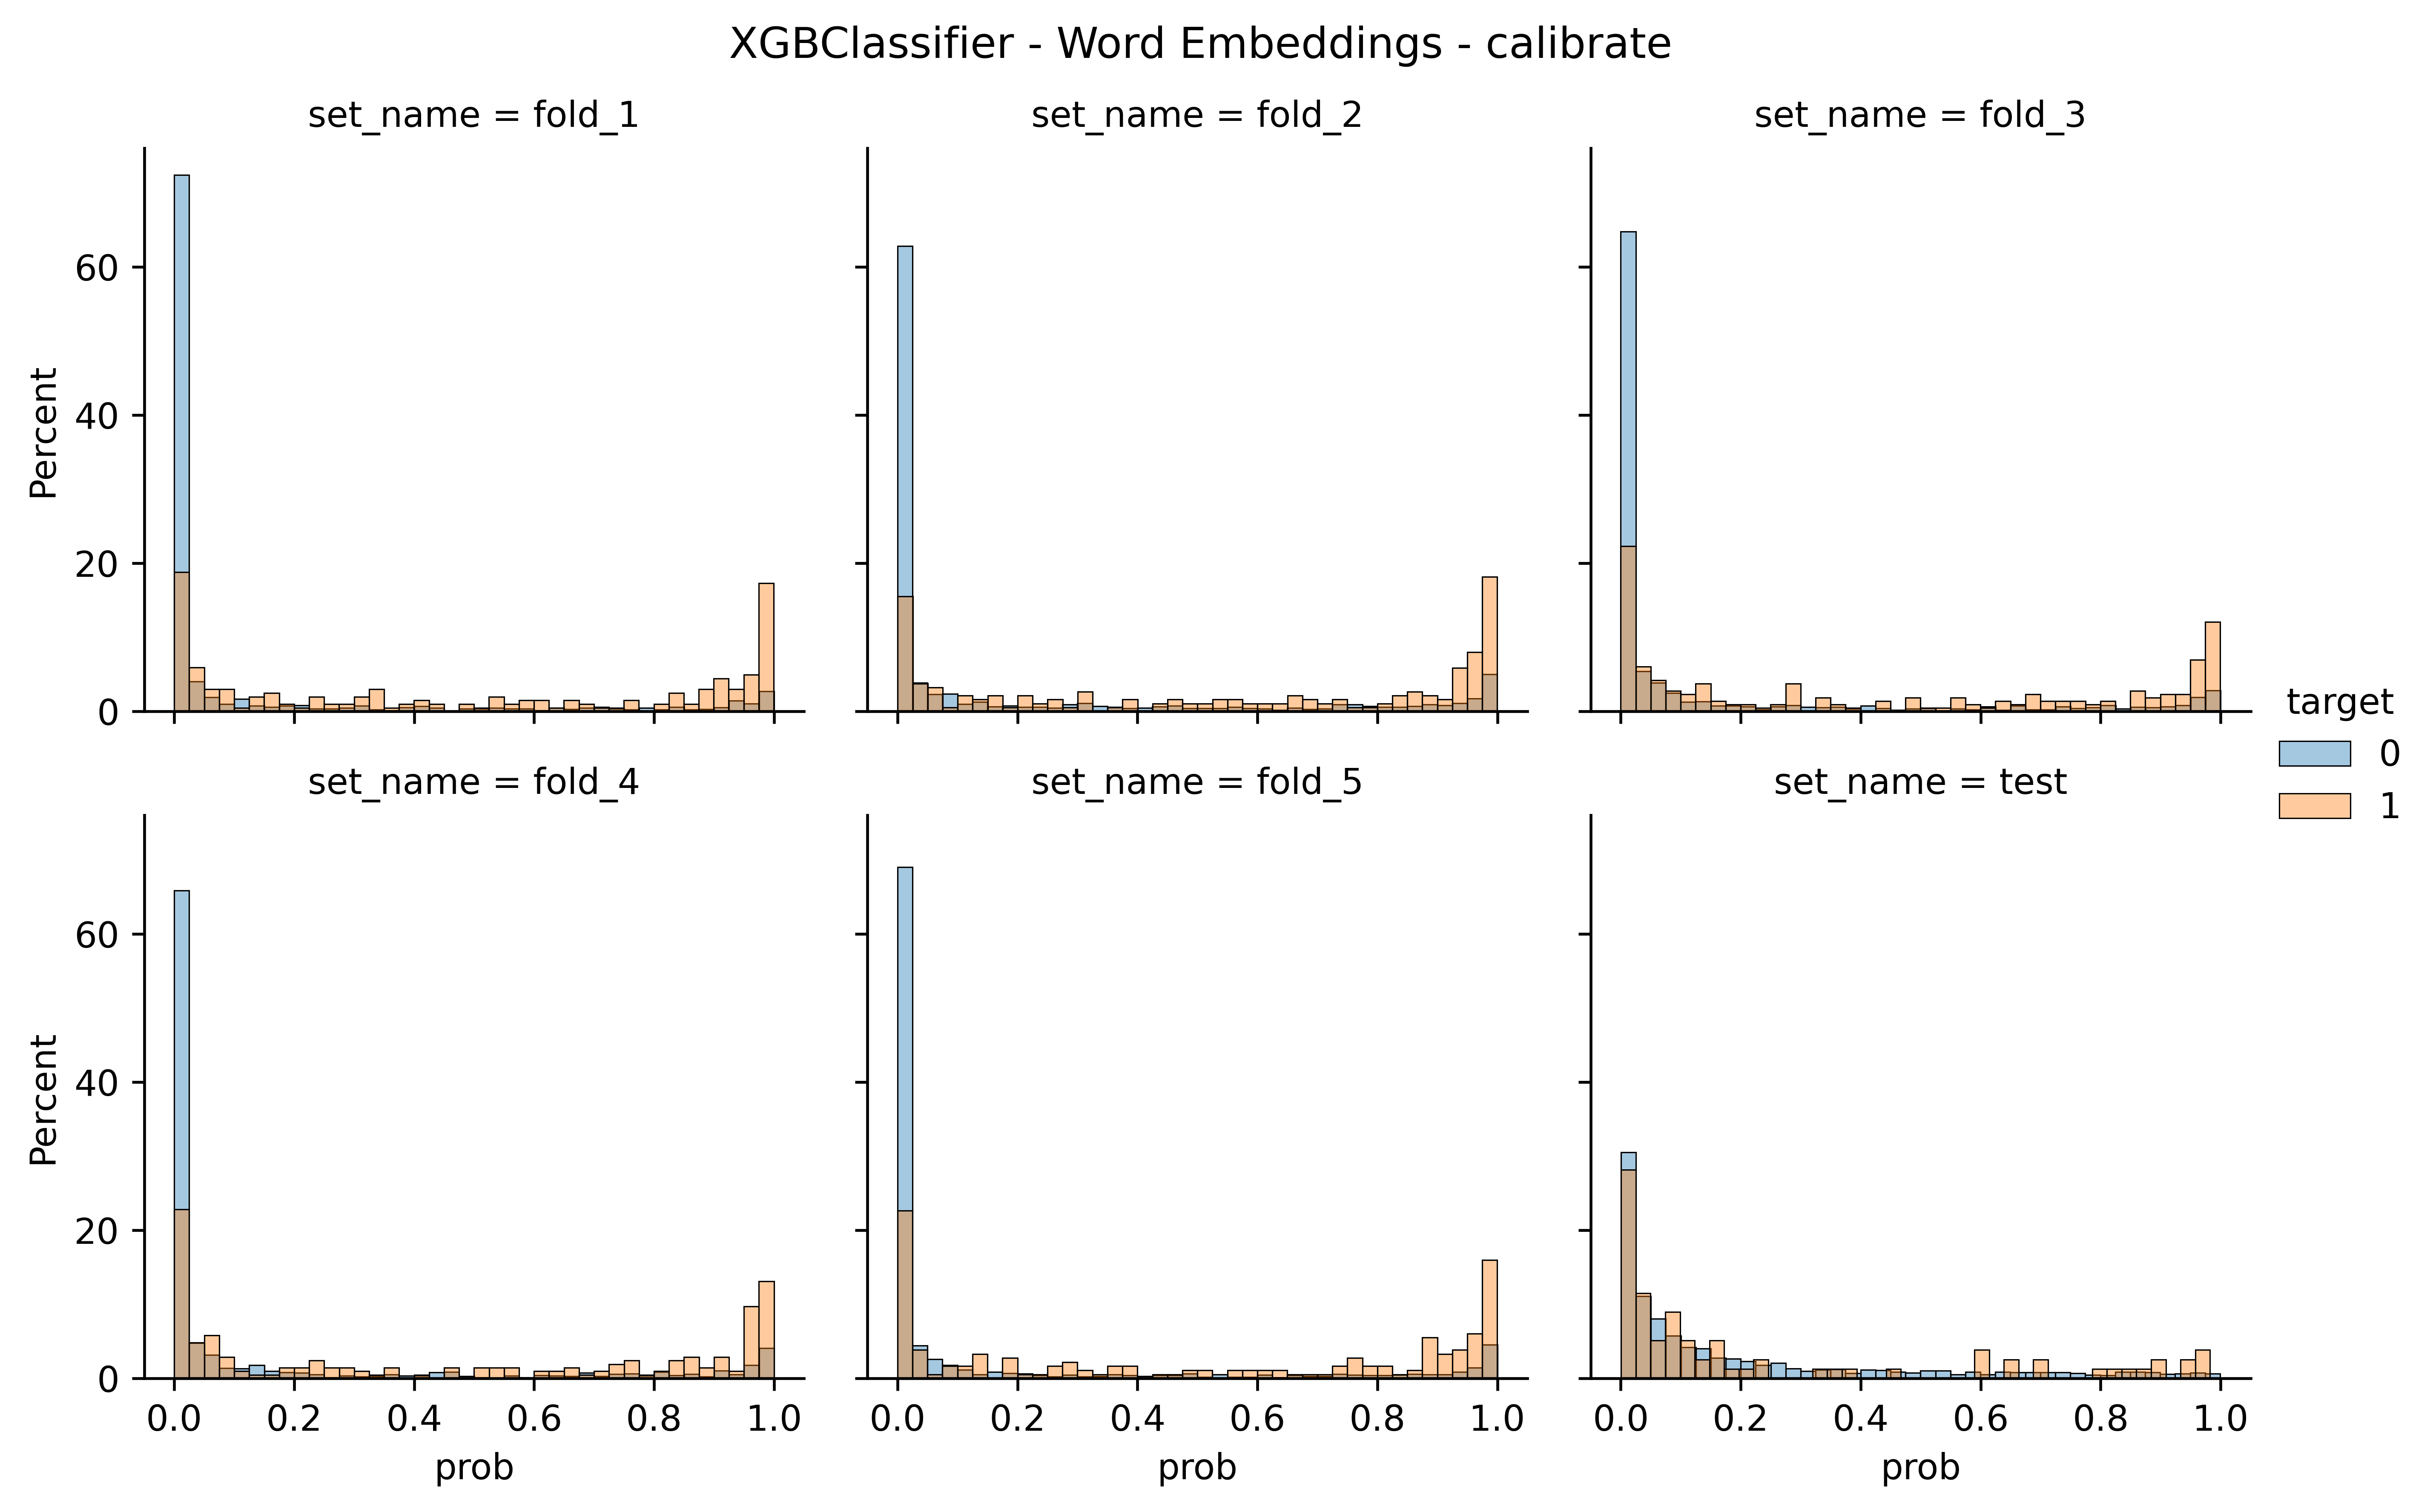 XGBClassifier - Word Embeddings - calibrate
set_name = fold_1
set_name = fold_2
set_name = fold_3
Percent
60
40
20
0
target
0
1
set_name = fold_4
set_name = fold_5
set_name = test
Percent
60
40
20
0
0.0 0.2 0.4 0.6 0.8 1.0
0.0 0.2 0.4 0.6 0.8 1.0
0.0 0.2 0.4 0.6 0.8 1.0
prob
prob
prob